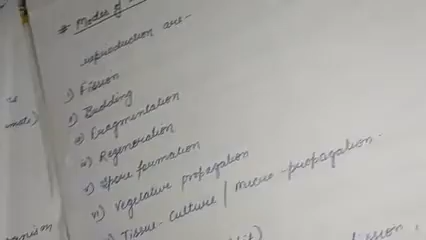 # Modes of
reproduction are-
i) Fission
ii) Budding
iii) Fragmentation
iv) Regeneration
v) Spore formation
vi) Vegetative propagation
) Tissue-culture / micro-propagation.